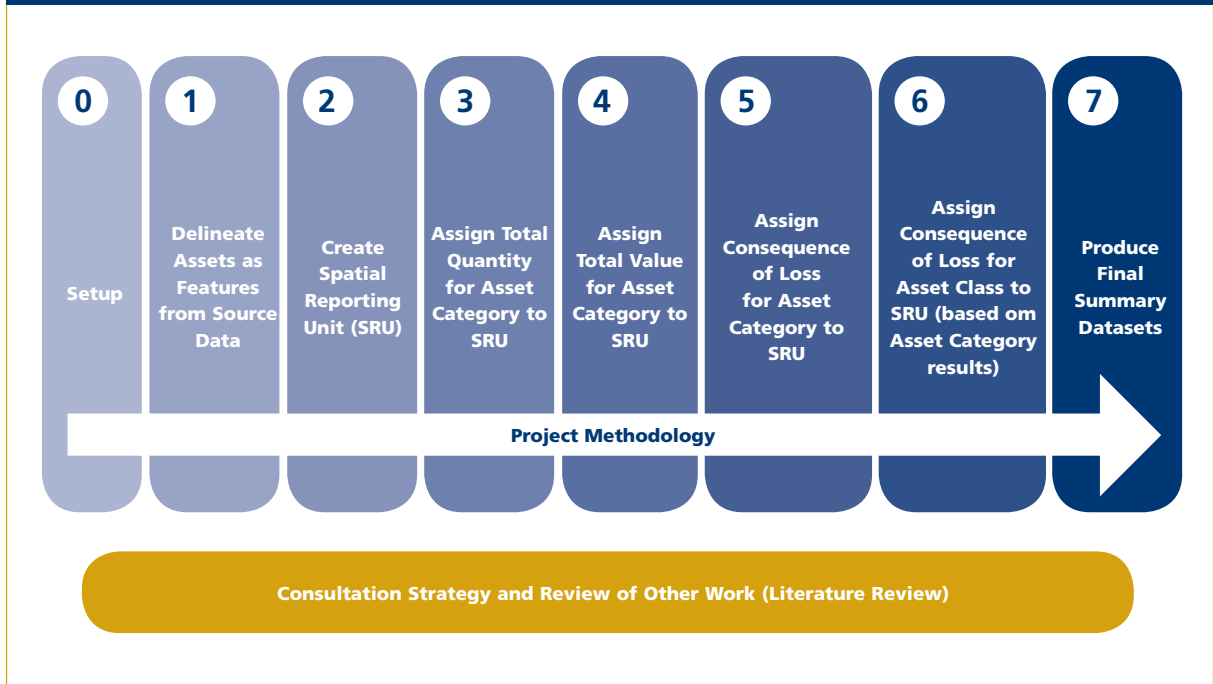 0
Setup
1
Delineate
Assets as
Features
from Source
Data
2
Create
Spatial
Reporting
Unit (SRU)
3
Assign Total
Quantity
for Asset
Category to
SRU
4
Assign
Total Value
for Asset
Category to
SRU
5
Assign
Consequence
of Loss
for Asset
Category to
SRU
6
Assign
Consequence
of Loss for
Asset Class to
SRU (based om
Asset Category
results)
7
Produce
Final
Summary
Datasets
Project Methodology
Consultation Strategy and Review of Other Work (Literature Review)